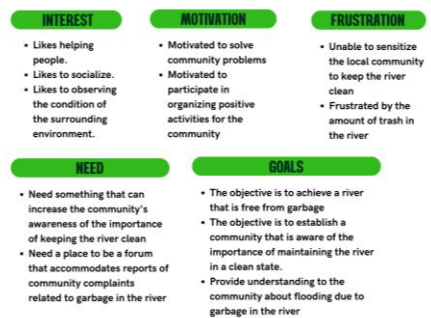 INTEREST
• Likes helping
people.
• Likes to socialize.
• Likes to observing
the condition of
the surrounding
environment.
MOTIVATION
• Motivated to solve
community problems
• Motivated to
participate in
organizing positive
activities for the
community
FRUSTRATION
• Unable to sensitize
the local community
to keep the river
clean
• Frustrated by the
amount of trash in
the river
NEED
• Need something that can
increase the community's
awareness of the importance
of keeping the river clean
• Need a place to be a forum
that accommodates reports of
community complaints
related to garbage in the river
GOALS
• The objective is to achieve a river
that is free from garbage
• The objective is to establish a
community that is aware of the
importance of maintaining the river
in a clean state.
• Provide understanding to the
community about flooding due to
garbage in the river